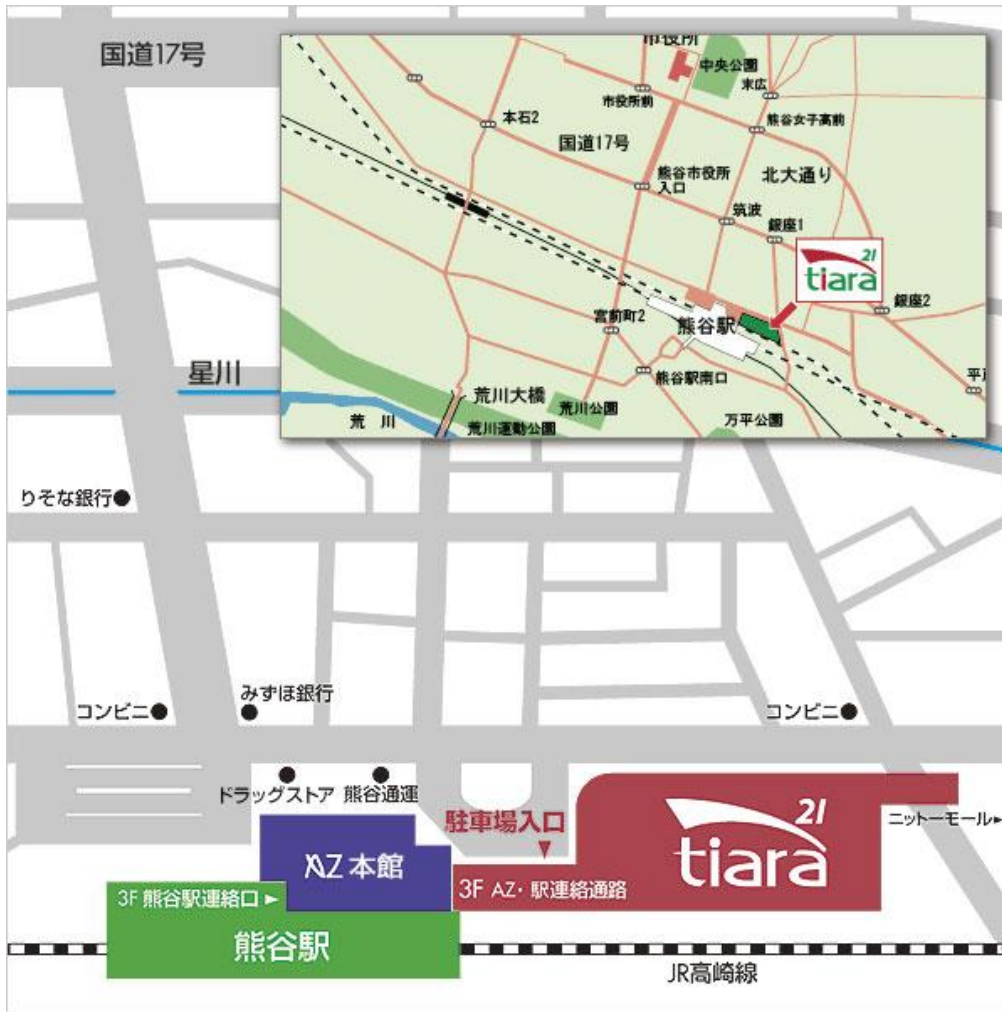 国道17号
市役所
中央公園
末広
市役所前
熊谷女子高前
本石2
国道17号
熊谷市役所
入口
北大通り
筑波
銀座1
21
tiara
銀座2
宮前町2
熊谷駅
熊谷駅南口
荒川大橋
荒川公園
万平公園
荒川
荒川運動公園
星川
りそな銀行
コンビニ
みずほ銀行
コンビニ
ドラッグストア
熊谷通運
駐車場入口
21
tiara
ニットーモール
AZ本館
3F AZ・駅連絡通路
3F 熊谷駅連絡口
熊谷駅
JR高崎線